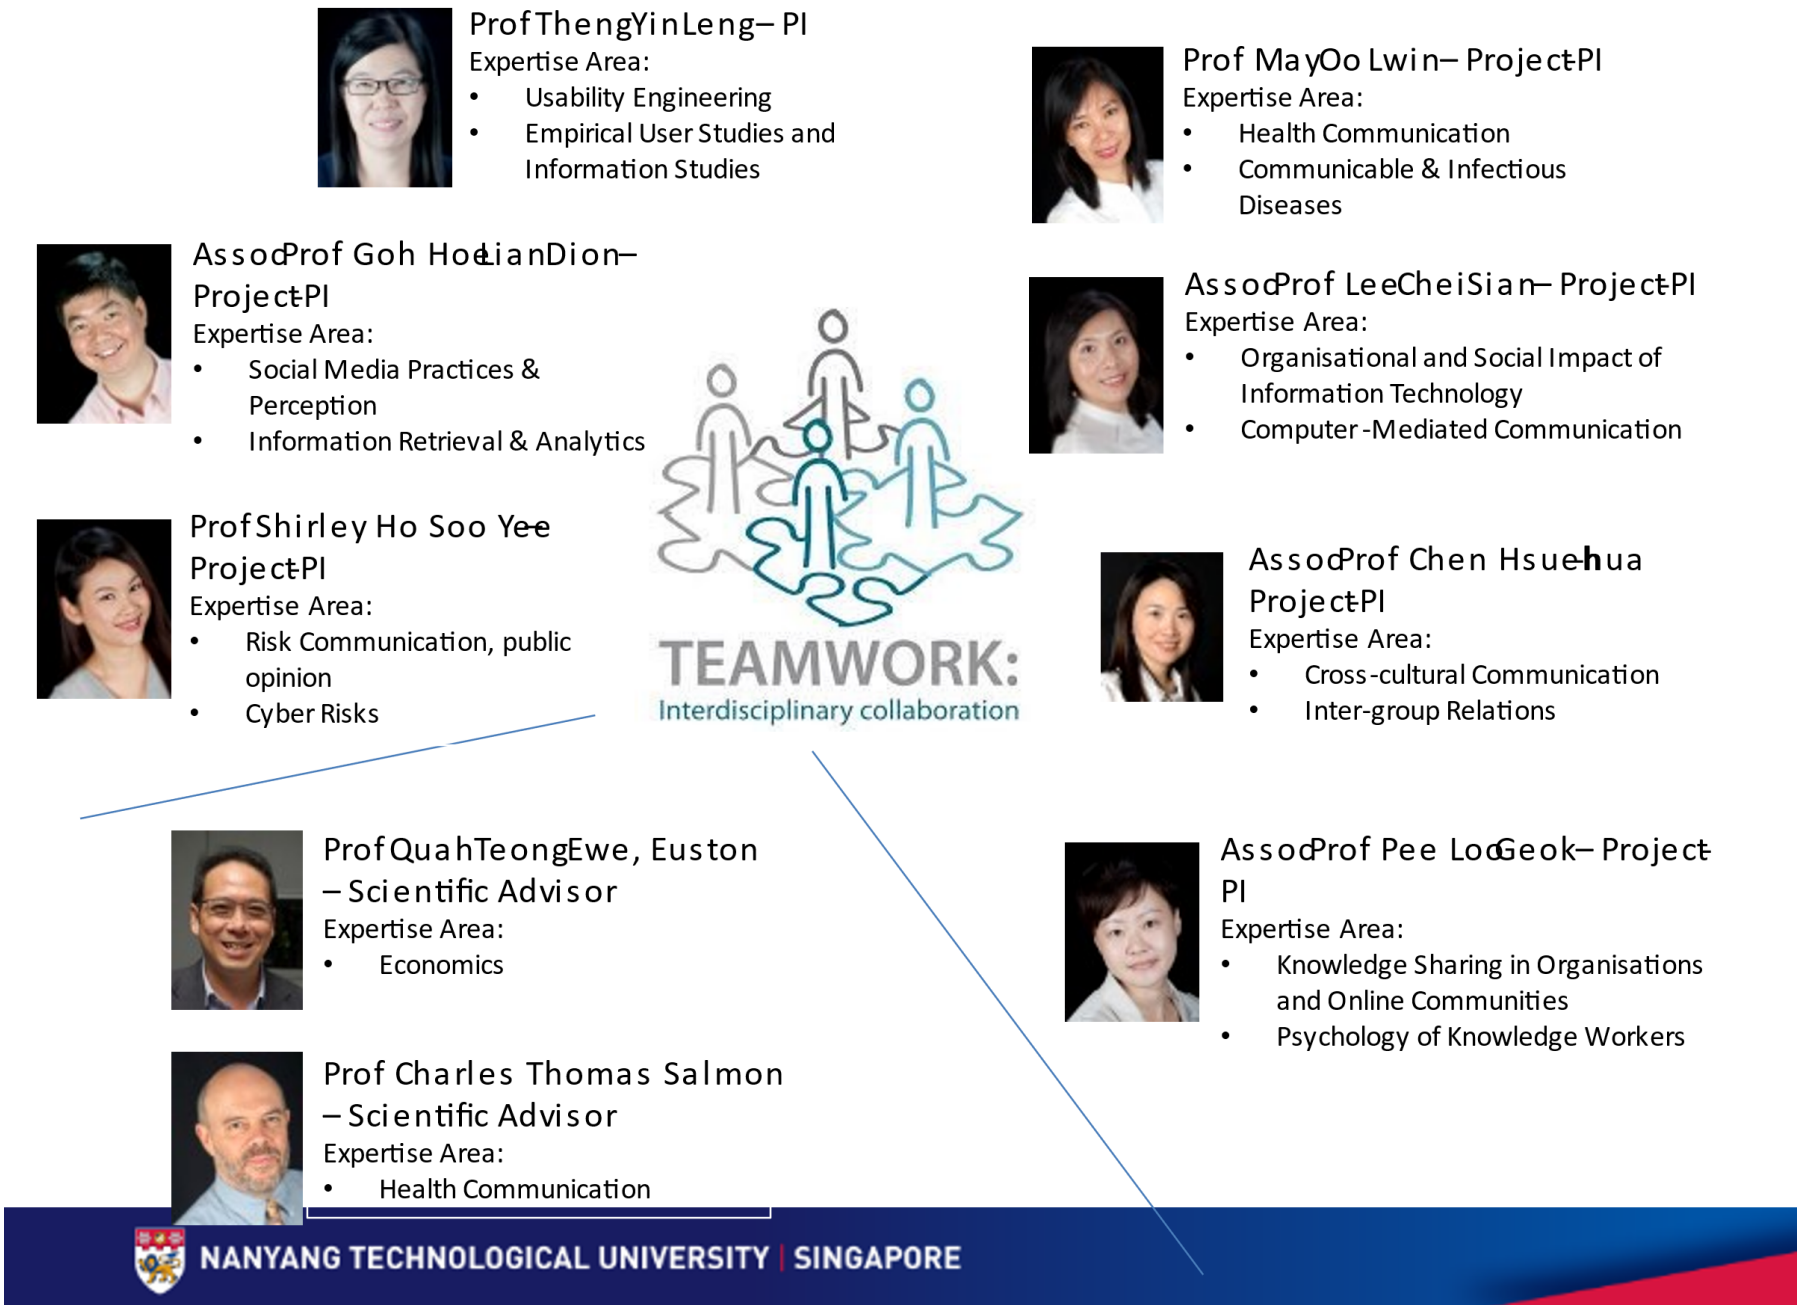 Prof Theng Yin Leng – PI
Expertise Area:
• Usability Engineering
• Empirical User Studies and
Information Studies
Prof May Oo Lwin – Project-PI
Expertise Area:
• Health Communication
• Communicable & Infectious
Diseases
Assoc Prof Goh Hoe Lian Dion –
Project-PI
Expertise Area:
• Social Media Practices &
Perception
• Information Retrieval & Analytics
Assoc Prof Lee Chei Sian – Project-PI
Expertise Area:
• Organisational and Social Impact of
Information Technology
• Computer-Mediated Communication
Prof Shirley Ho Soo Yee –
Project-PI
Expertise Area:
• Risk Communication, public
opinion
• Cyber Risks
TEAMWORK:
Interdisciplinary collaboration
Assoc Prof Chen Hsue-hua
Project-PI
Expertise Area:
• Cross-cultural Communication
• Inter-group Relations
Prof Quah Teong Ewe, Euston
– Scientific Advisor
Expertise Area:
• Economics
Assoc Prof Pee Loo Geok – Project-
PI
Expertise Area:
• Knowledge Sharing in Organisations
and Online Communities
• Psychology of Knowledge Workers
Prof Charles Thomas Salmon
– Scientific Advisor
Expertise Area:
• Health Communication
NANYANG TECHNOLOGICAL UNIVERSITY | SINGAPORE